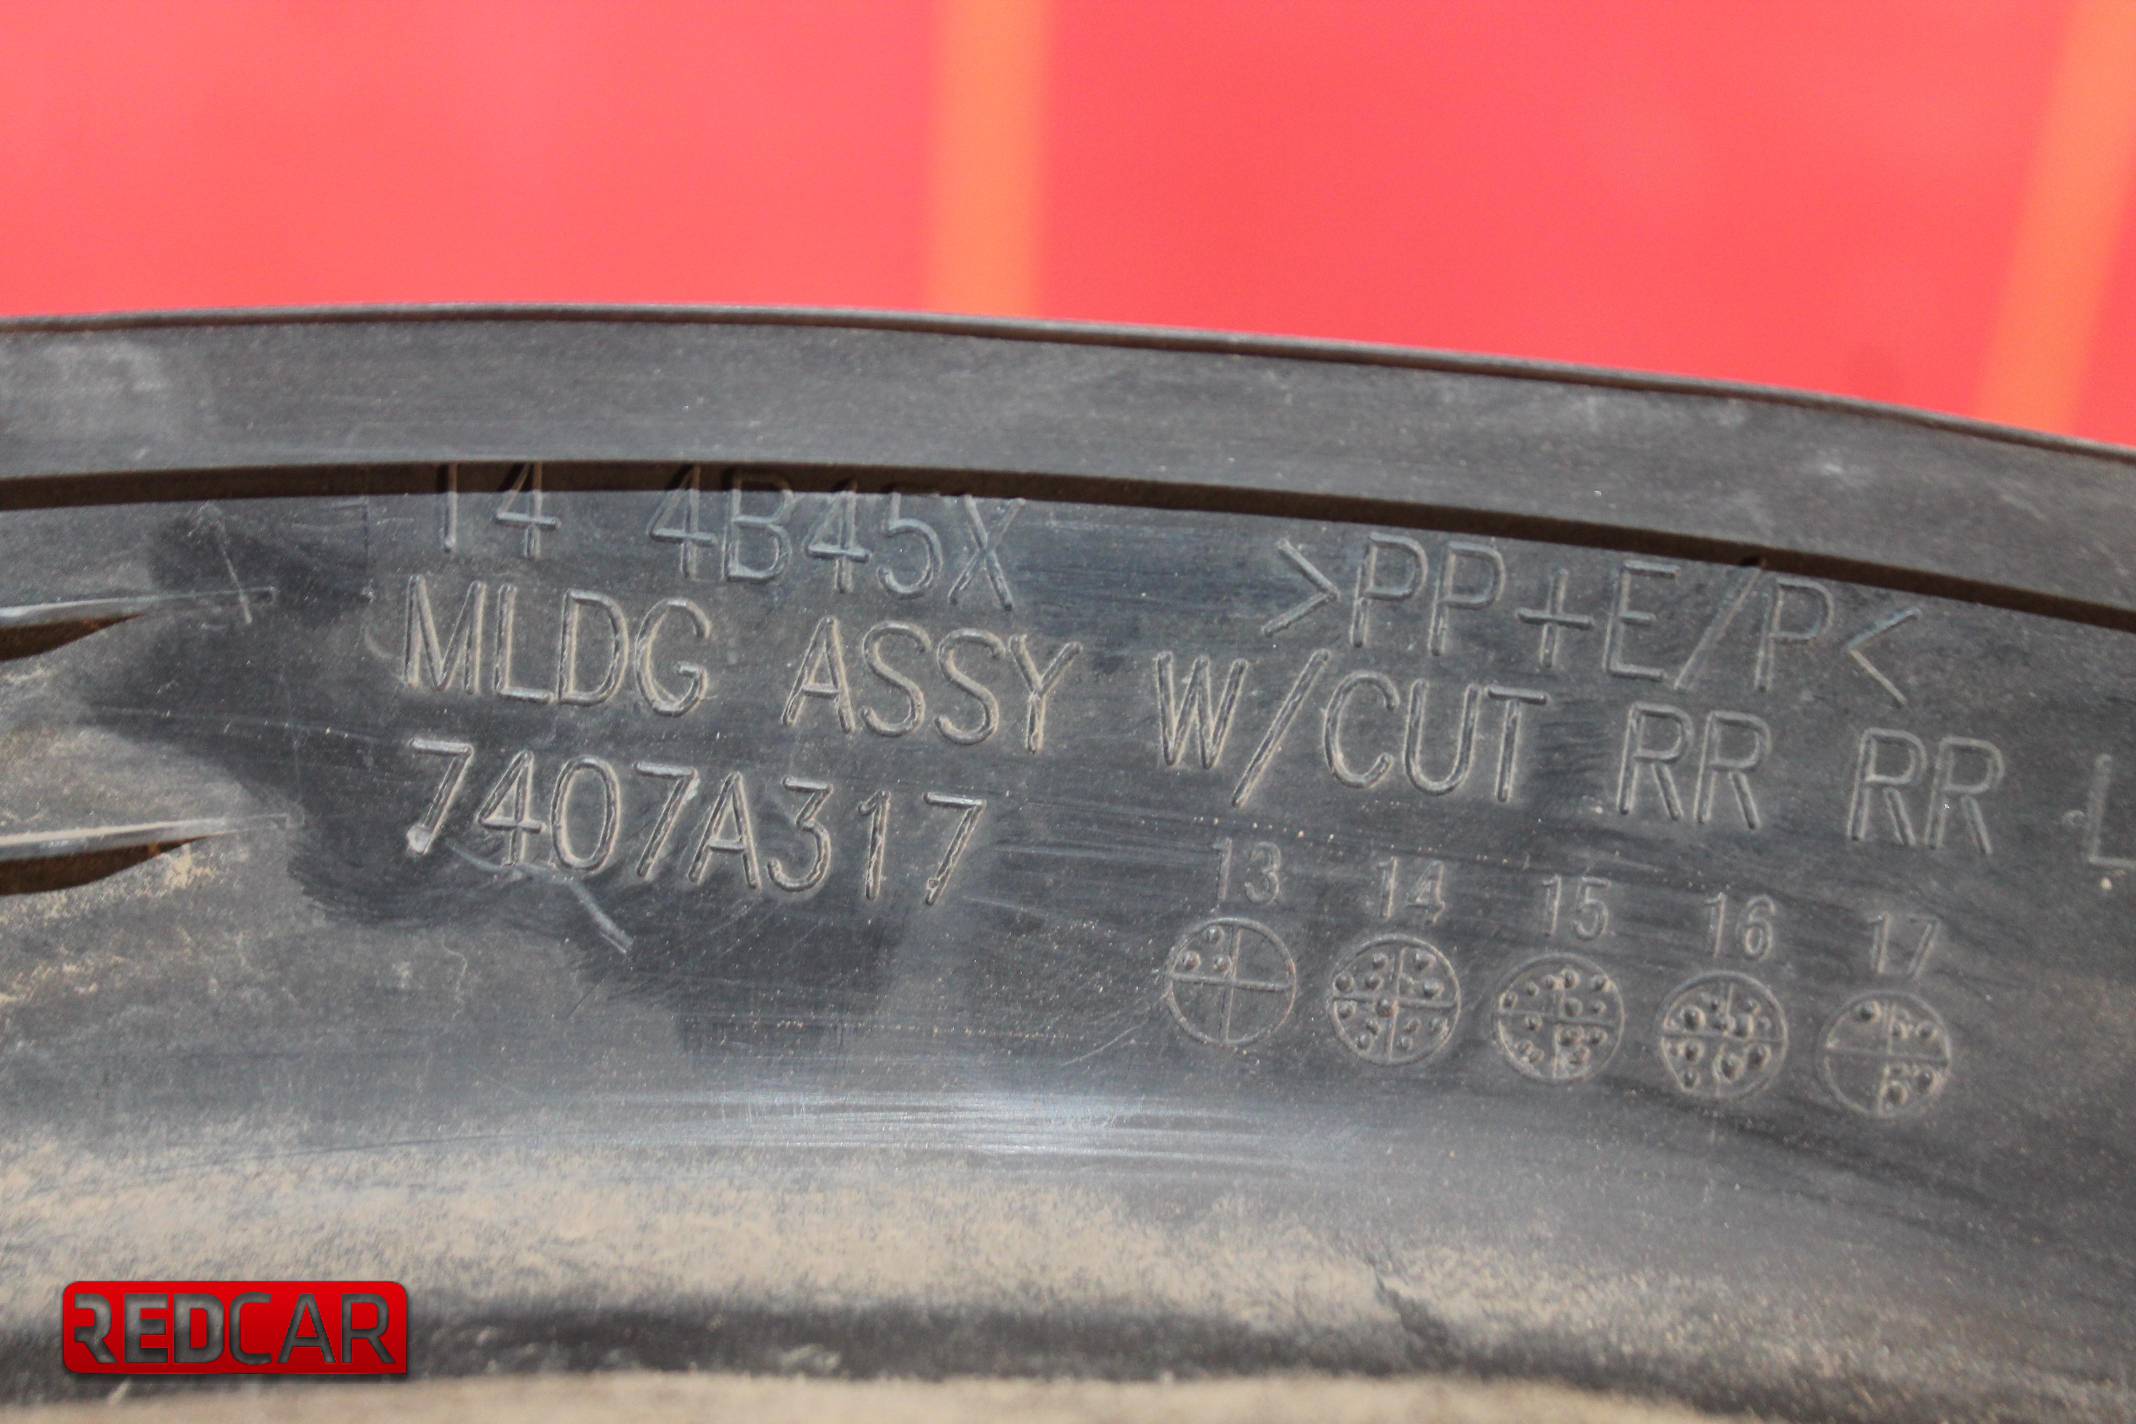 14 4B45X >PP+E/P<
MLDG ASSY W/CUT RR RR L
7407A317
13 14 15 16 17
REDCAR